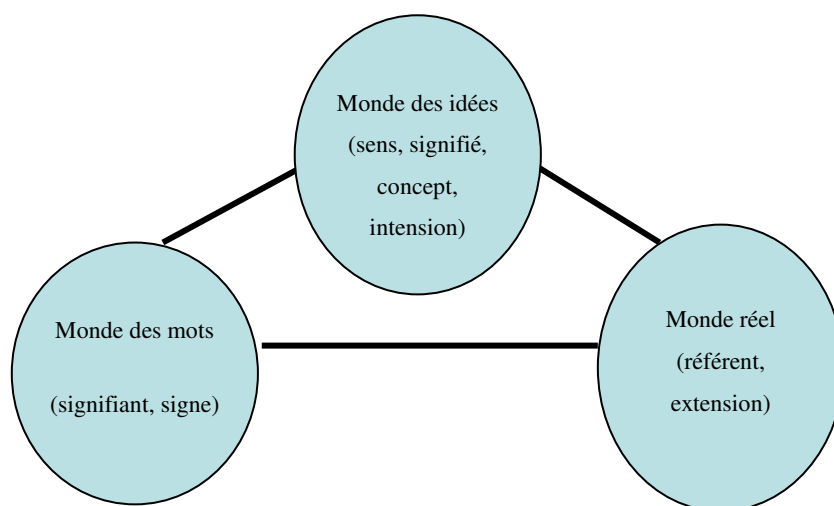 Monde des idées
(sens, signifié,
concept,
intension)
Monde des mots
(signifiant, signe)
Monde réel
(référent,
extension)